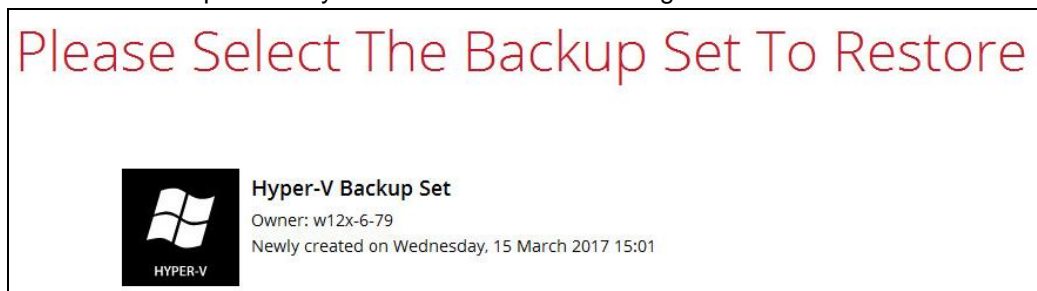 Please Select The Backup Set To Restore
Hyper-V Backup Set
Owner: w12x-6-79
Newly created on Wednesday, 15 March 2017 15:01
HYPER-V